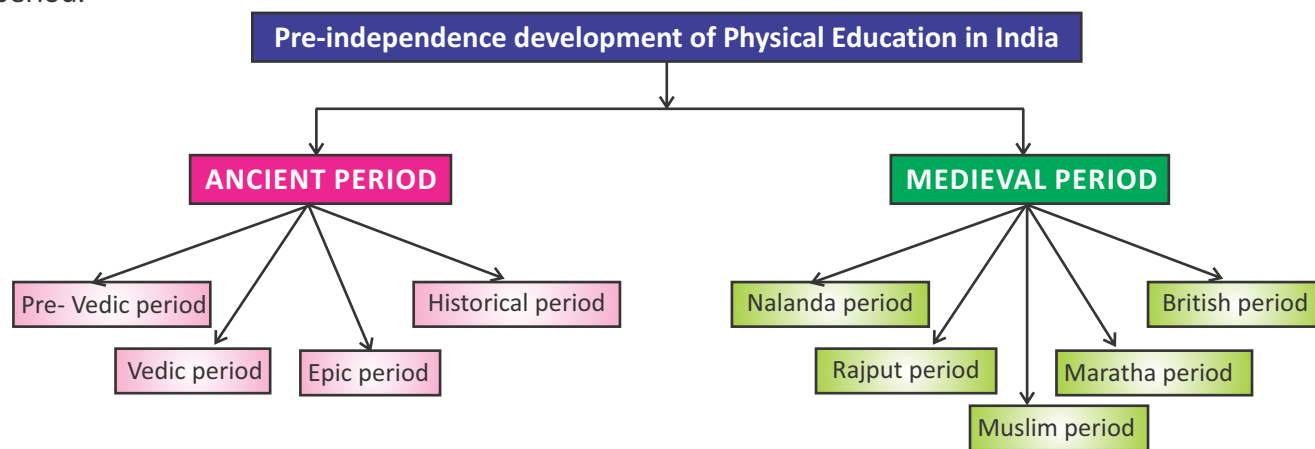 period.
Pre-independence development of Physical Education in India
ANCIENT PERIOD
MEDIEVAL PERIOD
Pre- Vedic period
Historical period
Vedic period
Epic period
Nalanda period
British period
Rajput period
Maratha period
Muslim period